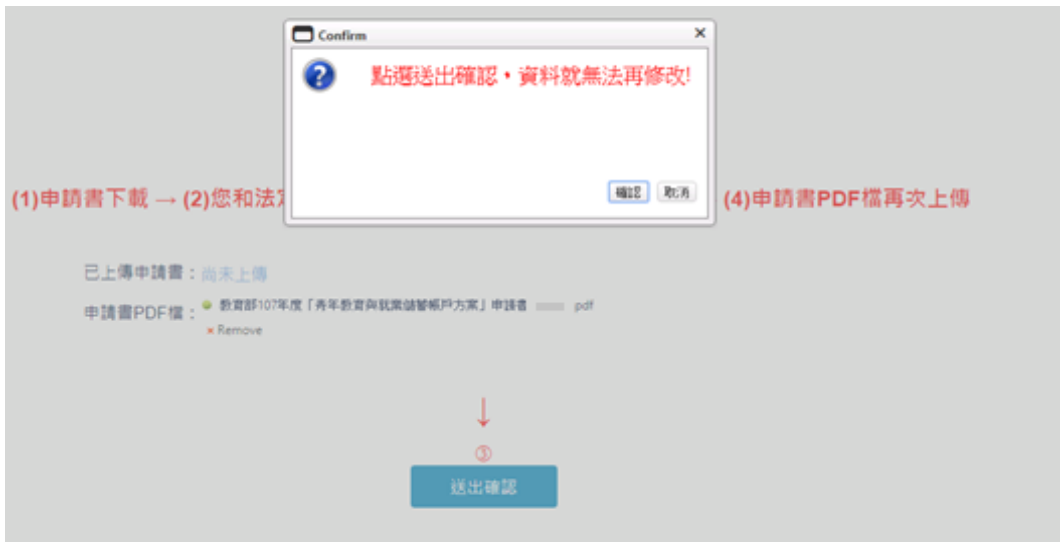 Confirm
點選送出確認，資料就無法再修改!
確認 取消
(1)申請書下載 → (2)您和法定 (4)申請書PDF檔再次上傳
已上傳申請書：尚未上傳
申請書PDF檔：教育部107年度「青年教育與就業儲蓄帳戶方案」申請書 pdf
× Remove
↓
③
送出確認